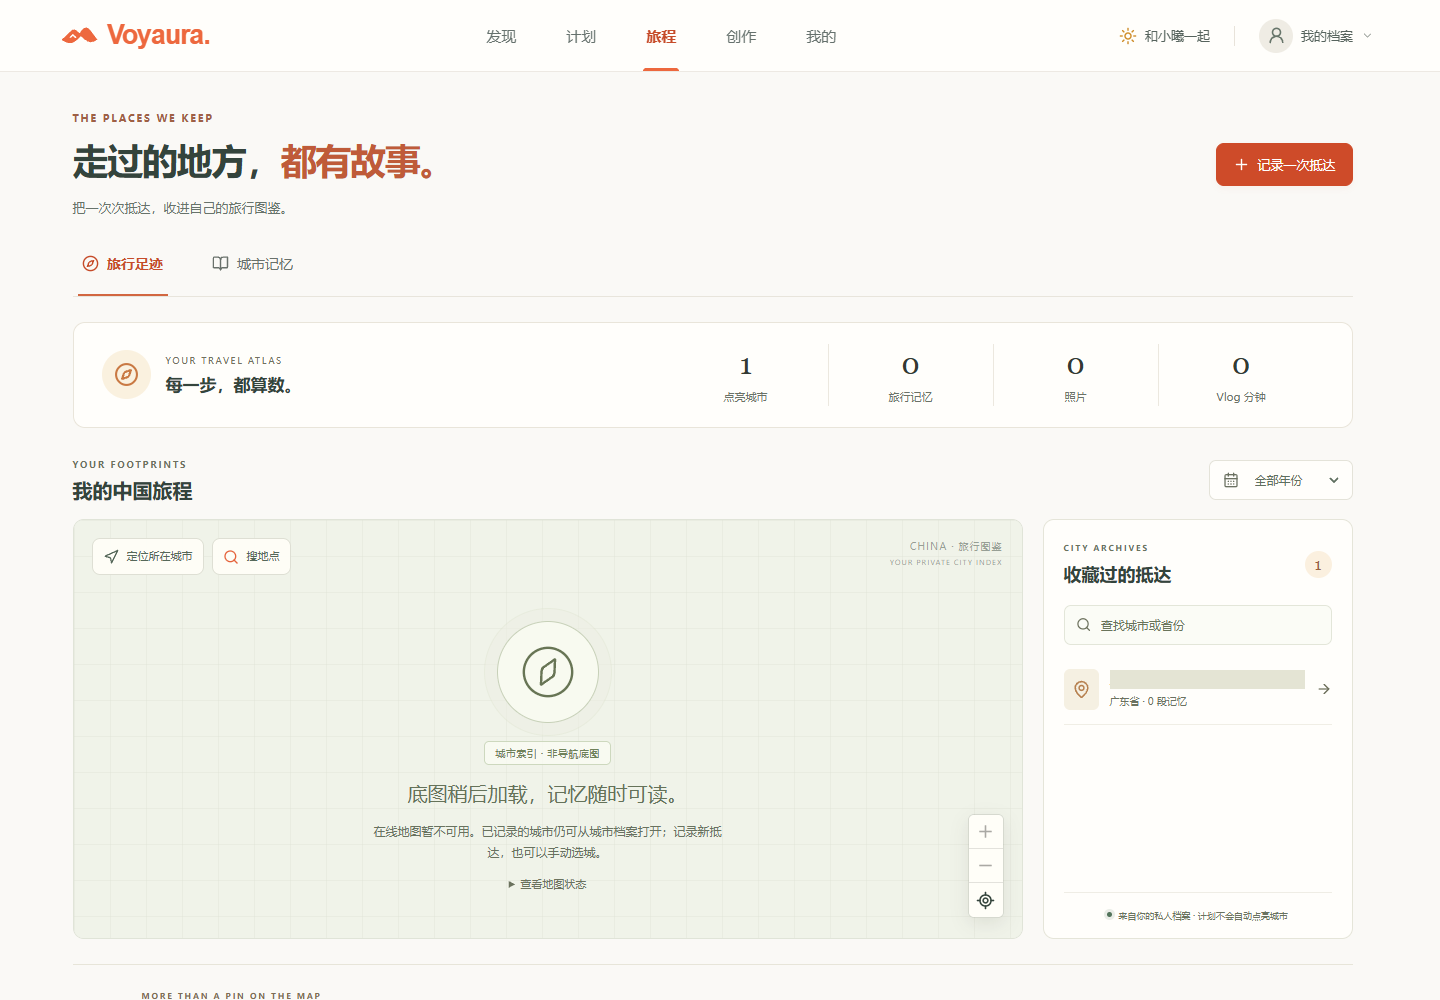 Voyaura.
发现
计划
旅程
创作
我的
和小曦一起
我的档案
THE PLACES WE KEEP
走过的地方，都有故事。
把一次次抵达，收进自己的旅行图鉴。
+ 记录一次抵达
旅行足迹
城市记忆
YOUR TRAVEL ATLAS
每一步，都算数。
1
点亮城市
0
旅行记忆
0
照片
0
Vlog 分钟
YOUR FOOTPRINTS
我的中国旅程
全部年份
定位所在城市
搜地点
CHINA · 旅行图鉴
YOUR PRIVATE CITY INDEX
城市索引 · 非导航底图
底图稍后加载，记忆随时可读。
在线地图暂不可用。已记录的城市仍可从城市档案打开；记录新抵
达，也可以手动选城。
▶ 查看地图状态
CITY ARCHIVES
收藏过的抵达
1
查找城市或省份
广东省 · 0 段记忆
来自你的私人档案 · 计划不会自动点亮城市
MORE THAN A PIN ON THE MAP